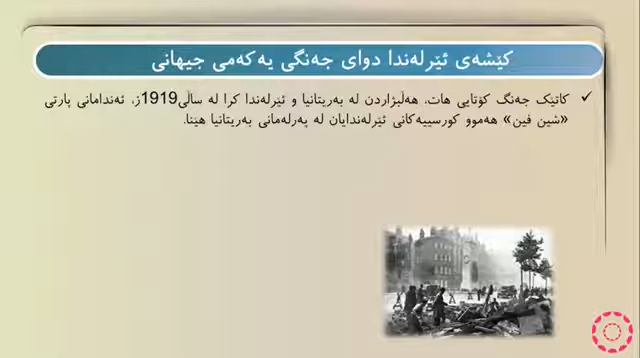 کێشەی ئێرلەندا دوای جەنگی یەکەمی جیهانی
✓ کاتێک جەنگ کۆتایی هات، هەڵبژاردن لە بەریتانیا و ئێرلەندا کرا لە ساڵی1919ز، ئەندامانی پارتی
«شین فین» هەموو کورسییەکانی ئێرلەندایان لە پەرلەمانی بەریتانیا هێنا.